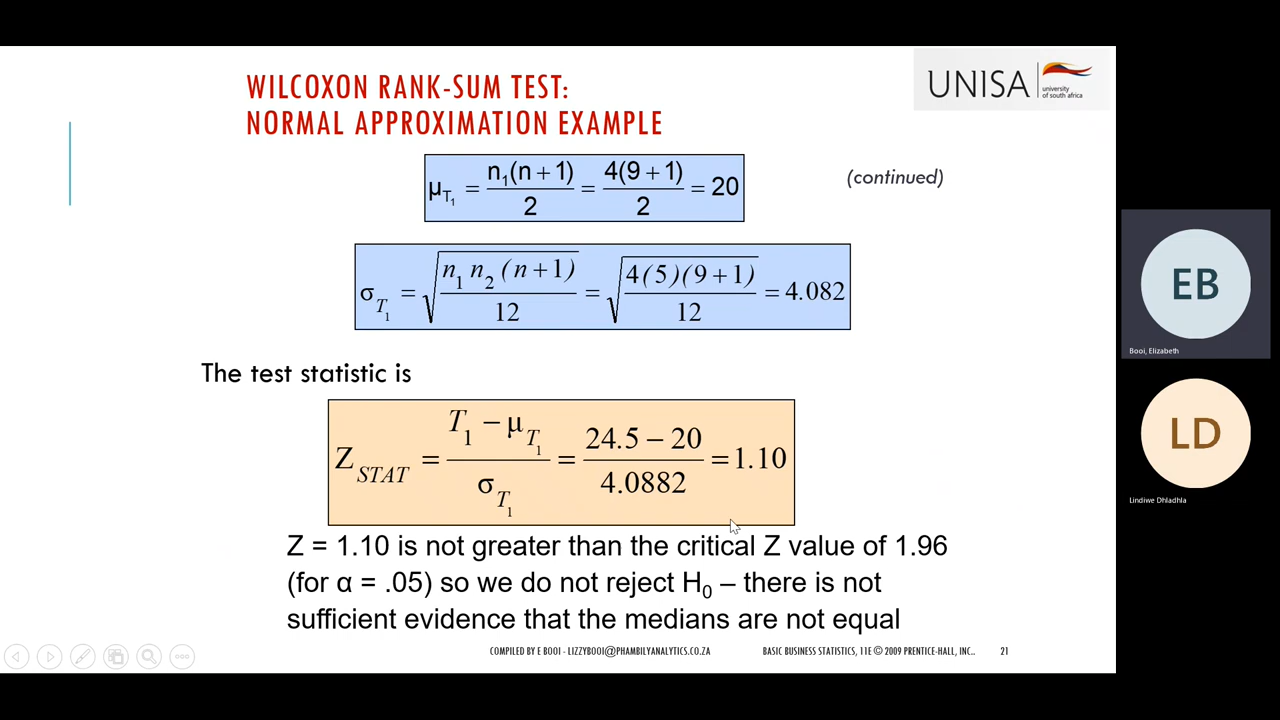 WILCOXON RANK-SUM TEST:
NORMAL APPROXIMATION EXAMPLE
UNISA university of south africa
(continued)
μT₁ = n₁(n + 1) / 2 = 4(9 + 1) / 2 = 20
σT₁ = √(n₁ n₂ (n + 1) / 12) = √(4(5)(9 + 1) / 12) = 4.082
The test statistic is
Z STAT = T₁ − μT₁ / σT₁ = 24.5 − 20 / 4.0882 = 1.10
Z = 1.10 is not greater than the critical Z value of 1.96
(for α = .05) so we do not reject H₀ – there is not
sufficient evidence that the medians are not equal
COMPILED BY E BOOI - LIZZYBOOI@PHAMBILYANALYTICS.CO.ZA
BASIC BUSINESS STATISTICS, 11E © 2009 PRENTICE-HALL, INC..
21
EB
Booi, Elizabeth
LD
Lindiwe Dhladhla